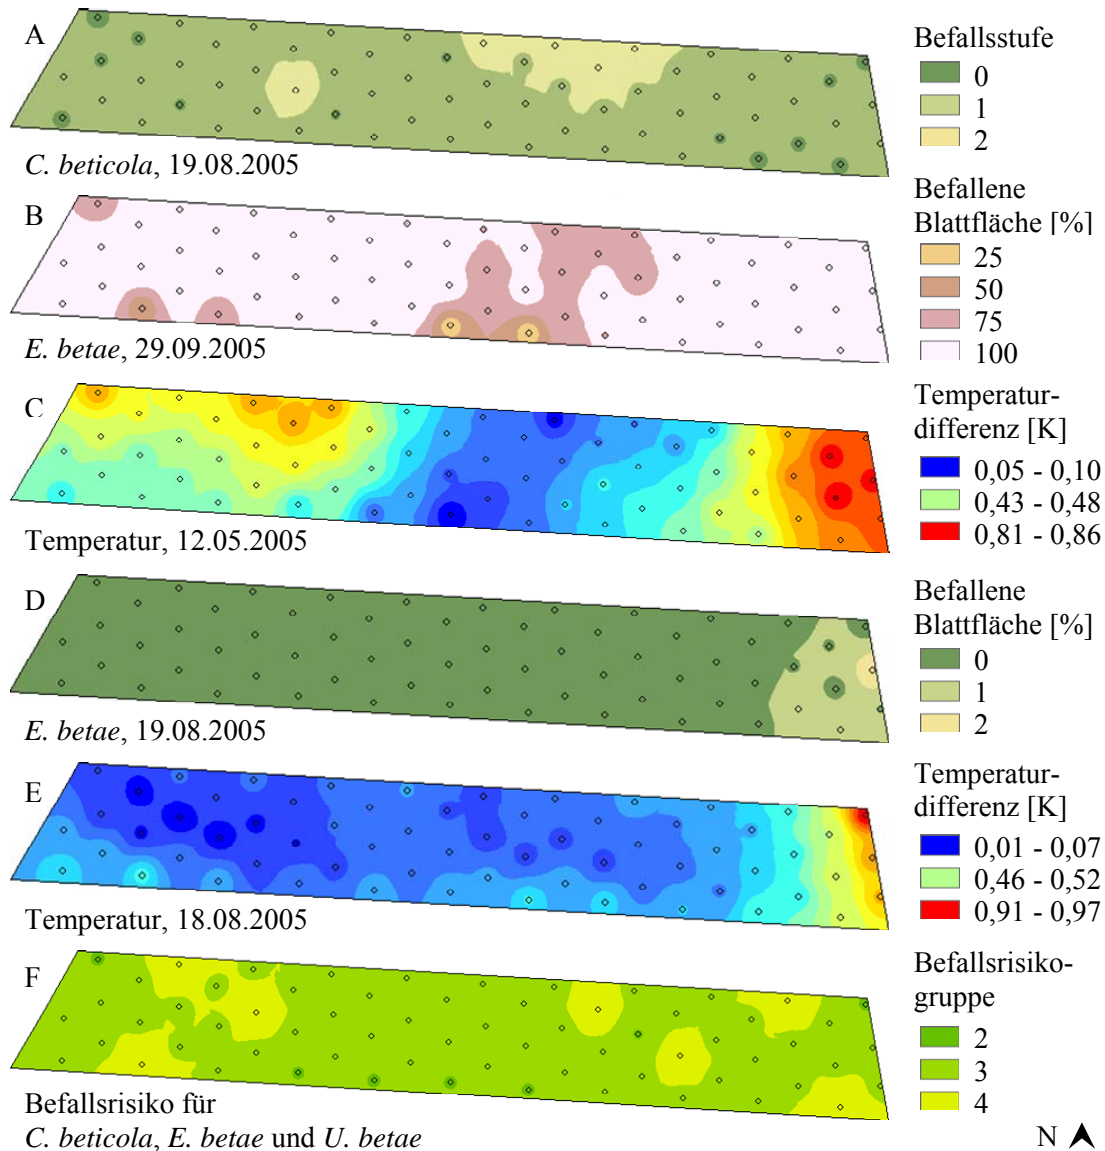 A
C. beticola, 19.08.2005
Befallsstufe
0
1
2
B
E. betae, 29.09.2005
Befallene
Blattfläche [%]
25
50
75
100
C
Temperatur, 12.05.2005
Temperatur-
differenz [K]
0,05 - 0,10
0,43 - 0,48
0,81 - 0,86
D
E. betae, 19.08.2005
Befallene
Blattfläche [%]
0
1
2
E
Temperatur, 18.08.2005
Temperatur-
differenz [K]
0,01 - 0,07
0,46 - 0,52
0,91 - 0,97
F
Befallsrisiko für
C. beticola, E. betae und U. betae
Befallsrisiko-
gruppe
2
3
4
N